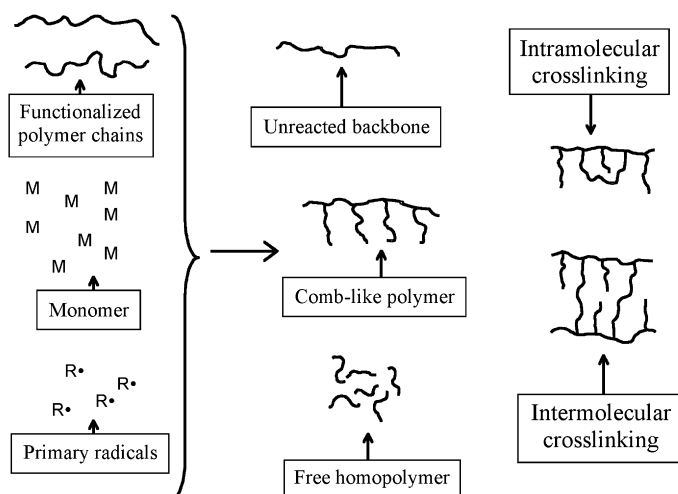 Functionalized
polymer chains
M
M
M
M
M
M
M
M
Monomer
R•
R•
R•
R•
Primary radicals
Unreacted backbone
Comb-like polymer
Free homopolymer
Intramolecular
crosslinking
Intermolecular
crosslinking